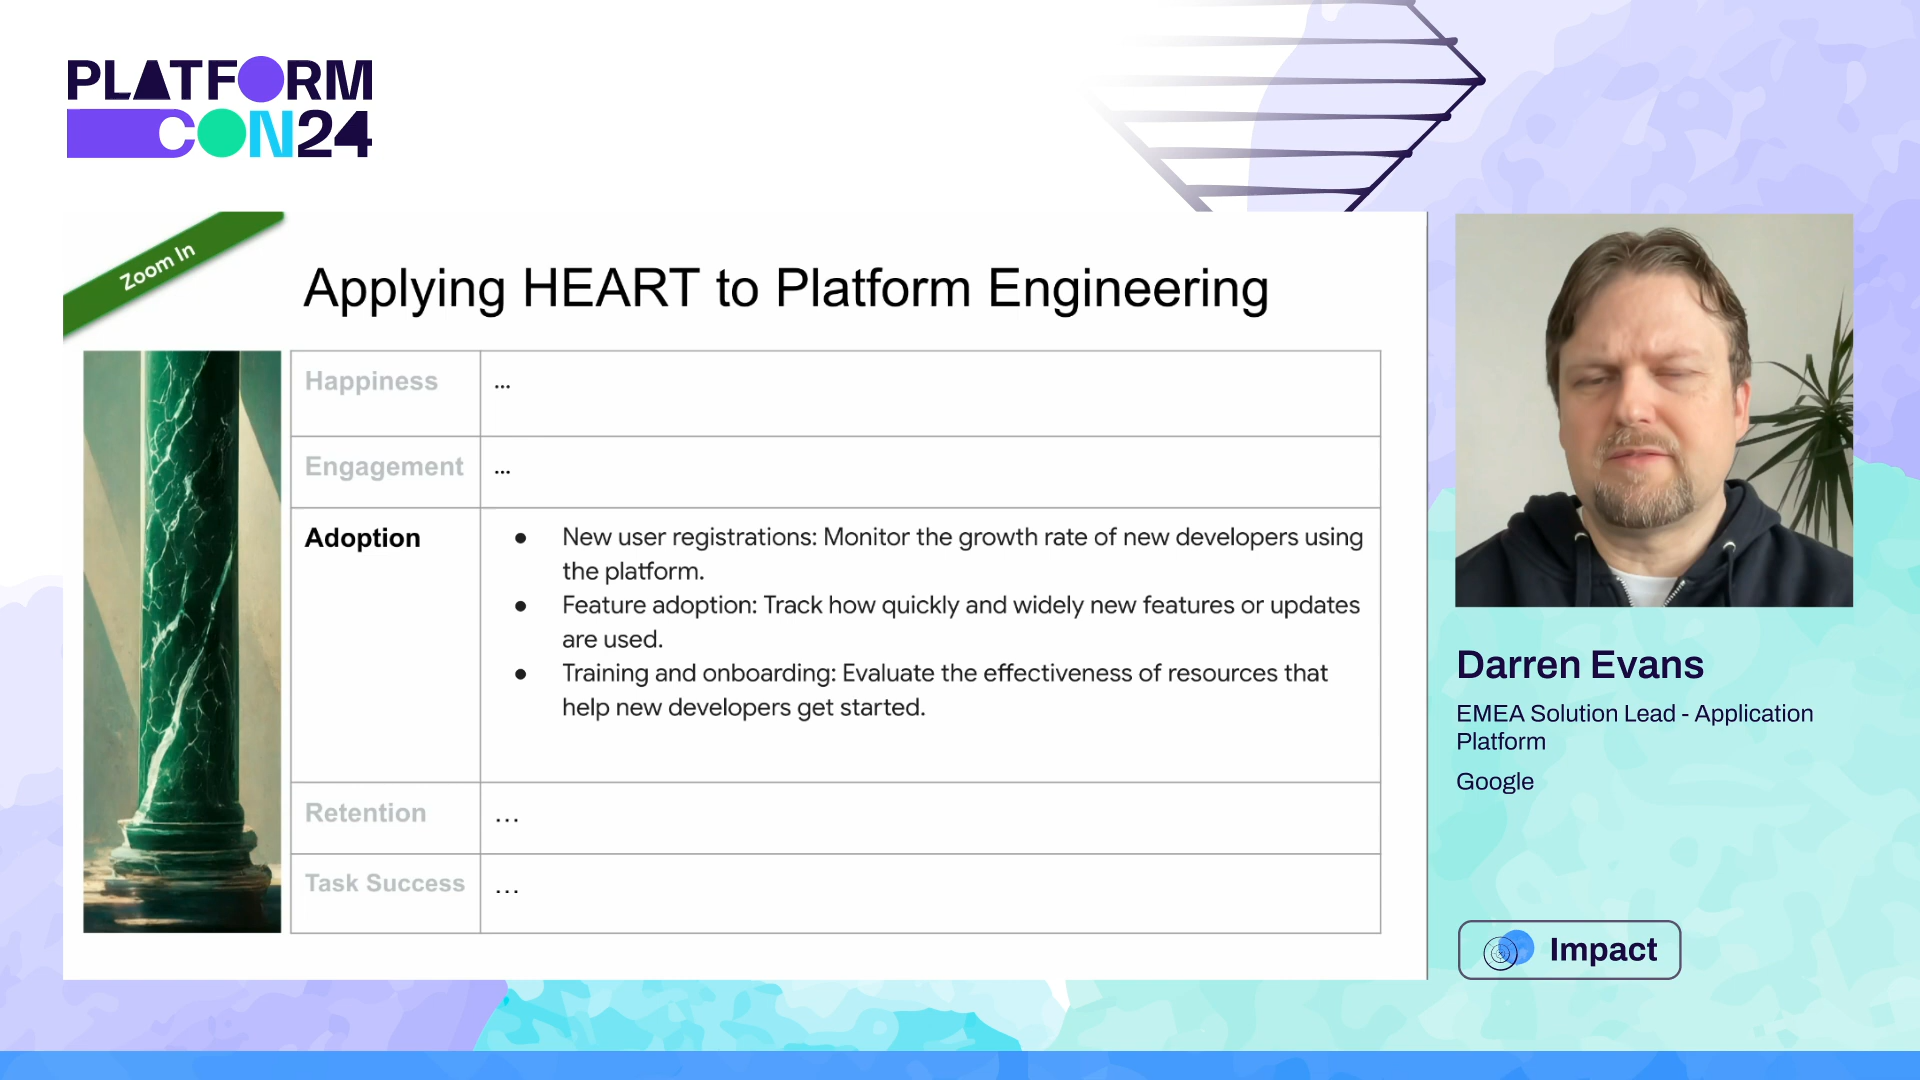 PLATFORM
CON24
Zoom In
Applying HEART to Platform Engineering
Happiness
...
Engagement
...
Adoption
● New user registrations: Monitor the growth rate of new developers using
the platform.
● Feature adoption: Track how quickly and widely new features or updates
are used.
● Training and onboarding: Evaluate the effectiveness of resources that
help new developers get started.
Retention
...
Task Success
...
Darren Evans
EMEA Solution Lead - Application
Platform
Google
Impact